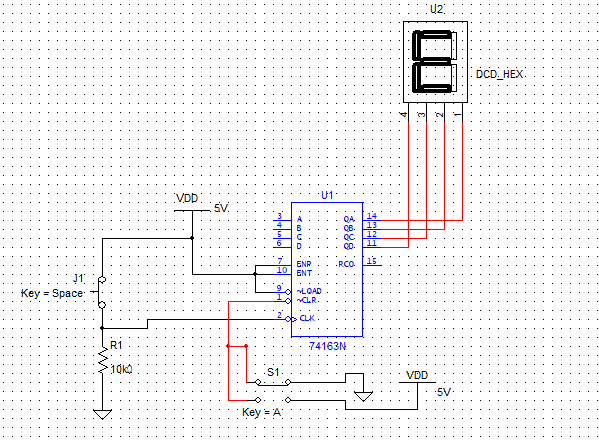 U2
DCD_HEX
4 3 2 1
VDD
5V
U1
3 A QA 14
4 B QB 13
5 C QC 12
6 D QD 11
7 ENP RCO 15
10 ENT
9 ~LOAD
1 ~CLR
2 CLK
74163N
J1
Key = Space
R1
10kΩ
S1
Key = A
VDD
5V